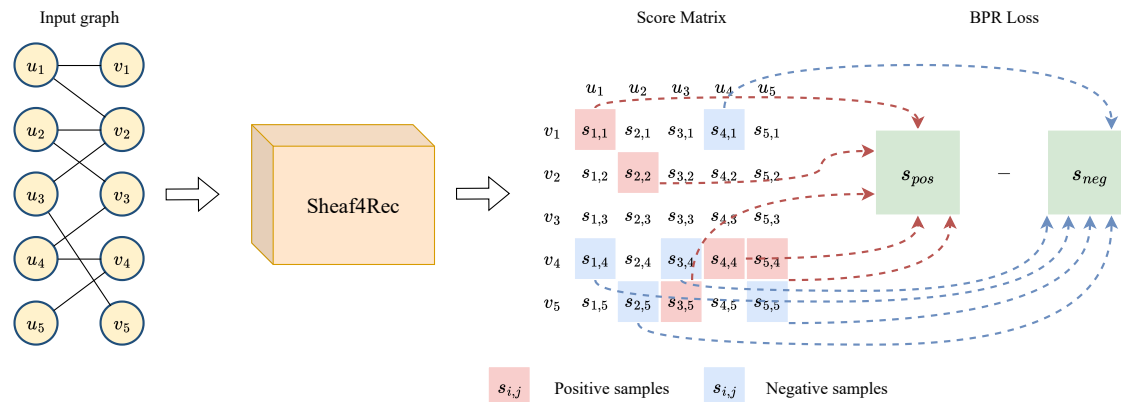 Input graph
Score Matrix
BPR Loss
u1 v1
u2 v2
u3 v3
u4 v4
u5 v5
Sheaf4Rec
u1 u2 u3 u4 u5
v1 s1,1 s2,1 s3,1 s4,1 s5,1
v2 s1,2 s2,2 s3,2 s4,2 s5,2
v3 s1,3 s2,3 s3,3 s4,3 s5,3
v4 s1,4 s2,4 s3,4 s4,4 s5,4
v5 s1,5 s2,5 s3,5 s4,5 s5,5
spos − sneg
si,j Positive samples
si,j Negative samples